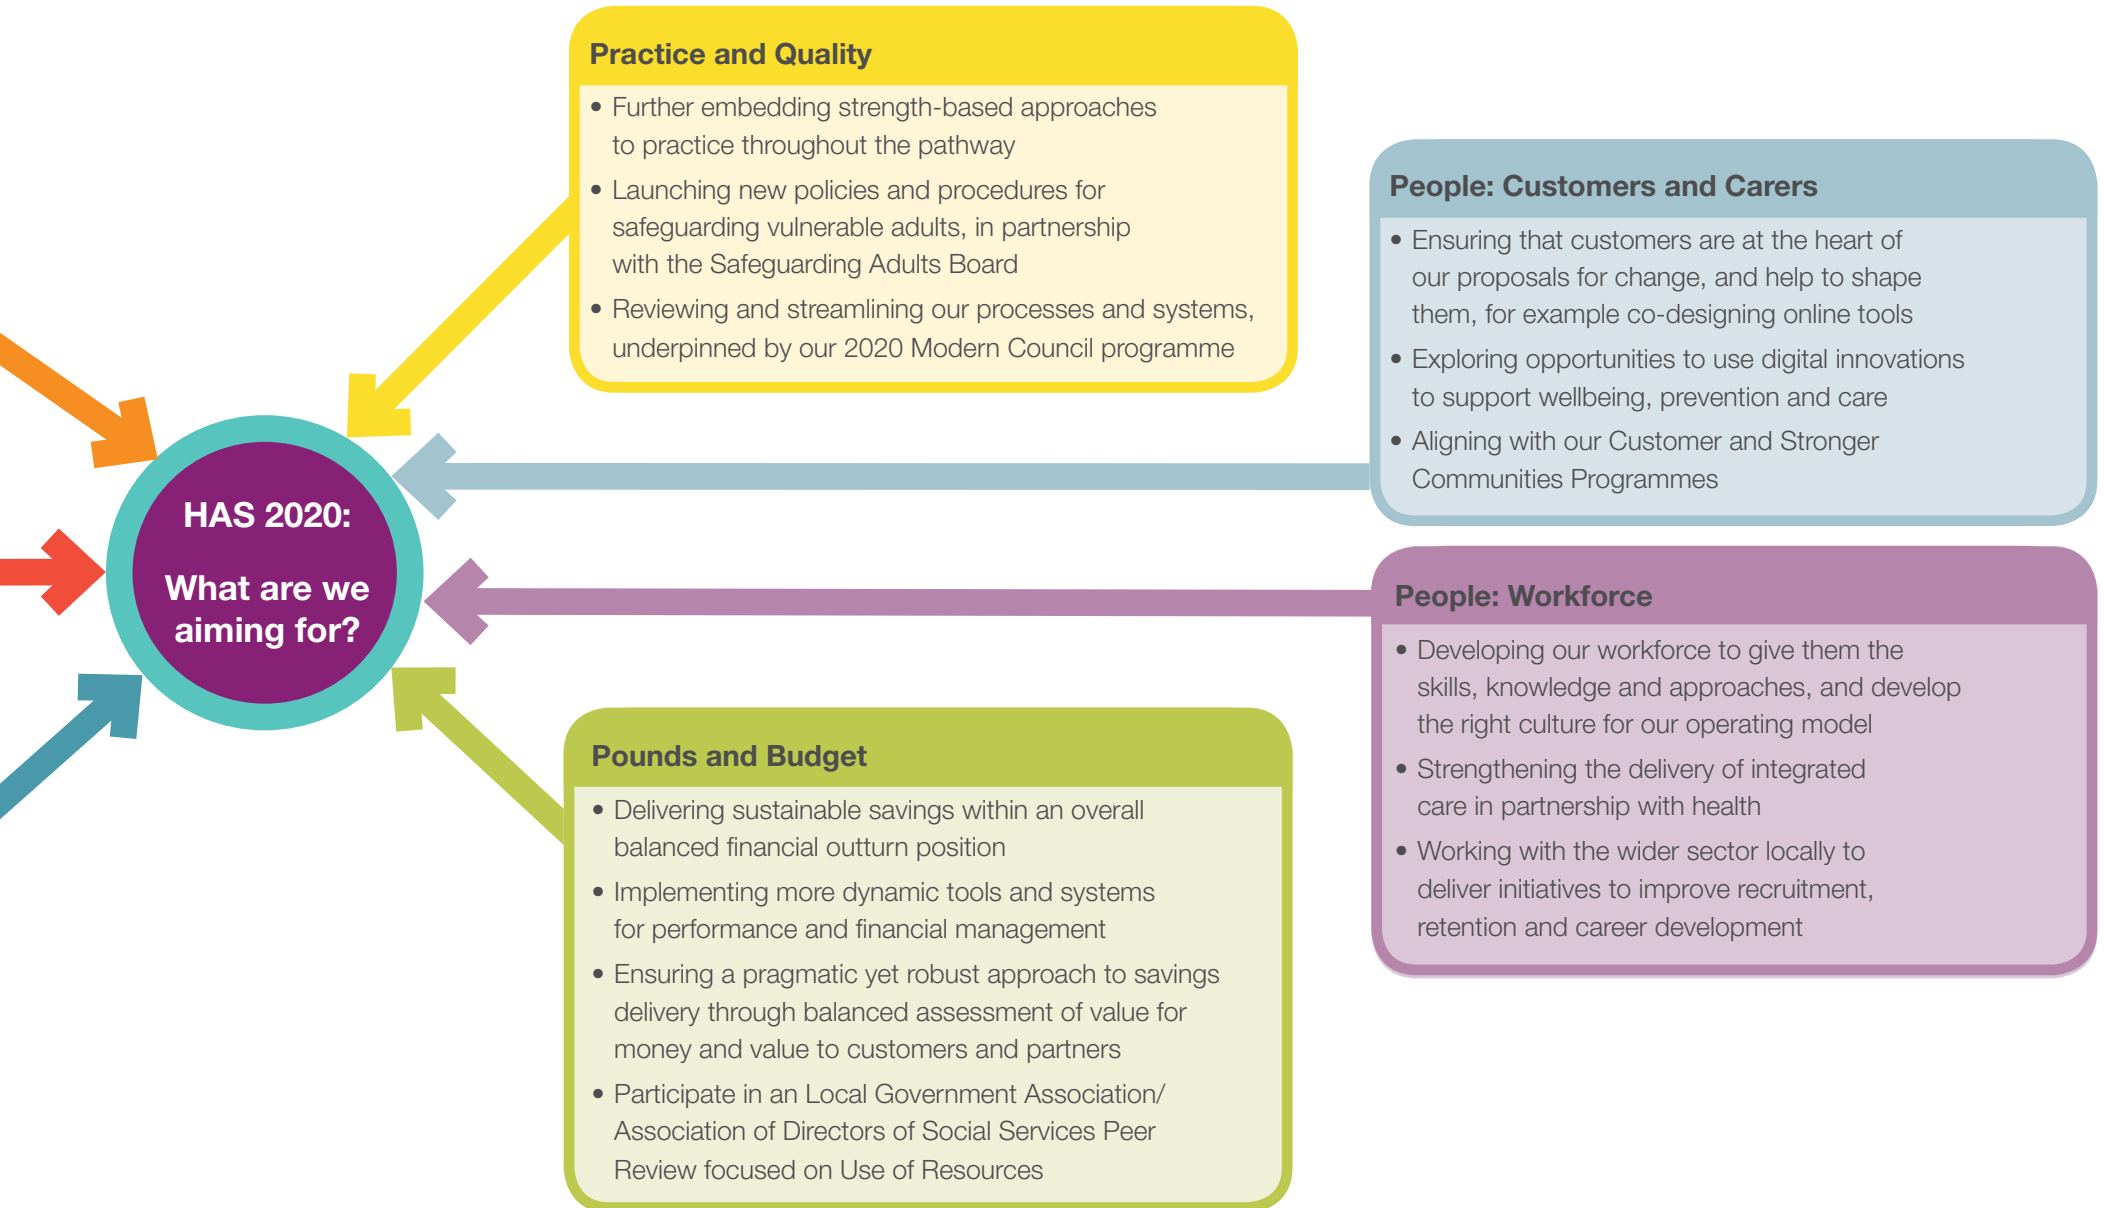 Practice and Quality
• Further embedding strength-based approaches
to practice throughout the pathway
• Launching new policies and procedures for
safeguarding vulnerable adults, in partnership
with the Safeguarding Adults Board
• Reviewing and streamlining our processes and systems,
underpinned by our 2020 Modern Council programme
People: Customers and Carers
• Ensuring that customers are at the heart of
our proposals for change, and help to shape
them, for example co-designing online tools
• Exploring opportunities to use digital innovations
to support wellbeing, prevention and care
• Aligning with our Customer and Stronger
Communities Programmes
HAS 2020:
What are we
aiming for?
People: Workforce
• Developing our workforce to give them the
skills, knowledge and approaches, and develop
the right culture for our operating model
• Strengthening the delivery of integrated
care in partnership with health
• Working with the wider sector locally to
deliver initiatives to improve recruitment,
retention and career development
Pounds and Budget
• Delivering sustainable savings within an overall
balanced financial outturn position
• Implementing more dynamic tools and systems
for performance and financial management
• Ensuring a pragmatic yet robust approach to savings
delivery through balanced assessment of value for
money and value to customers and partners
• Participate in an Local Government Association/
Association of Directors of Social Services Peer
Review focused on Use of Resources